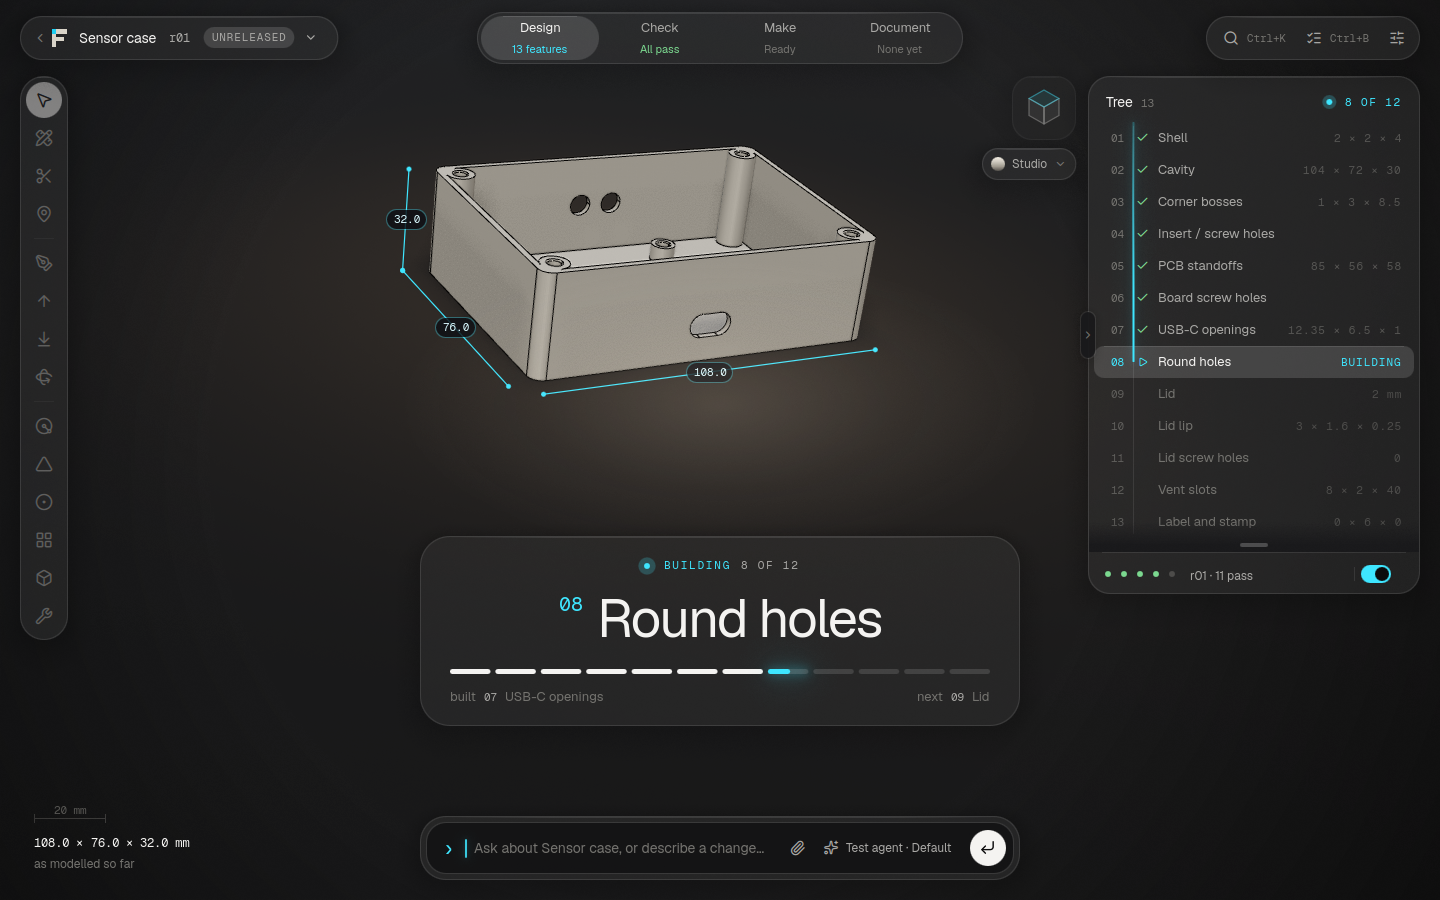 Sensor case r01 UNRELEASED
Design
13 features
Check
All pass
Make
Ready
Document
None yet
Ctrl+K
Ctrl+B
Studio
32.0
76.0
108.0
Tree 13
8 OF 12
01 Shell 2 × 2 × 4
02 Cavity 104 × 72 × 30
03 Corner bosses 1 × 3 × 8.5
04 Insert / screw holes
05 PCB standoffs 85 × 56 × 58
06 Board screw holes
07 USB-C openings 12.35 × 6.5 × 1
08 Round holes BUILDING
09 Lid 2 mm
10 Lid lip 3 × 1.6 × 0.25
11 Lid screw holes 0
12 Vent slots 8 × 2 × 40
13 Label and stamp 0 × 6 × 0
r01 · 11 pass
BUILDING 8 OF 12
08 Round holes
built 07 USB-C openings
next 09 Lid
20 mm
108.0 × 76.0 × 32.0 mm
as modelled so far
Ask about Sensor case, or describe a change…
Test agent · Default